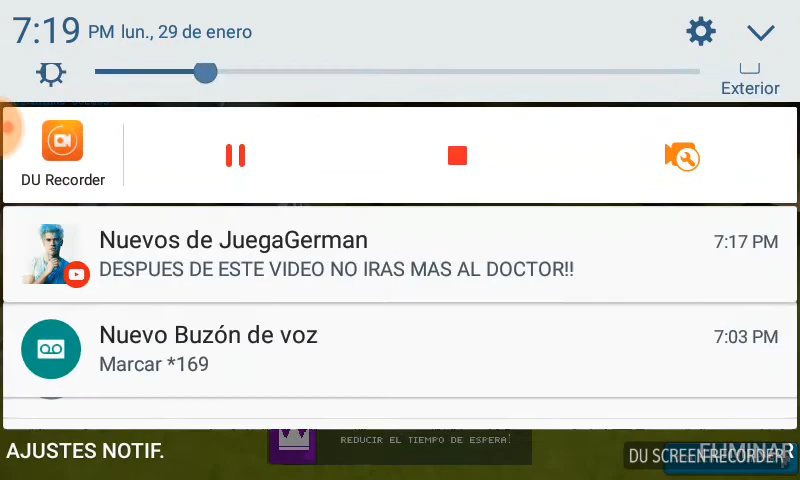 7:19 PM lun., 29 de enero
Exterior
DU Recorder
Nuevos de JuegaGerman 7:17 PM
DESPUES DE ESTE VIDEO NO IRAS MAS AL DOCTOR!!
Nuevo Buzón de voz 7:03 PM
Marcar *169
REDUCIR EL TIEMPO DE ESPERA!
AJUSTES NOTIF. ELIMINAR
DU SCREEN RECORDER